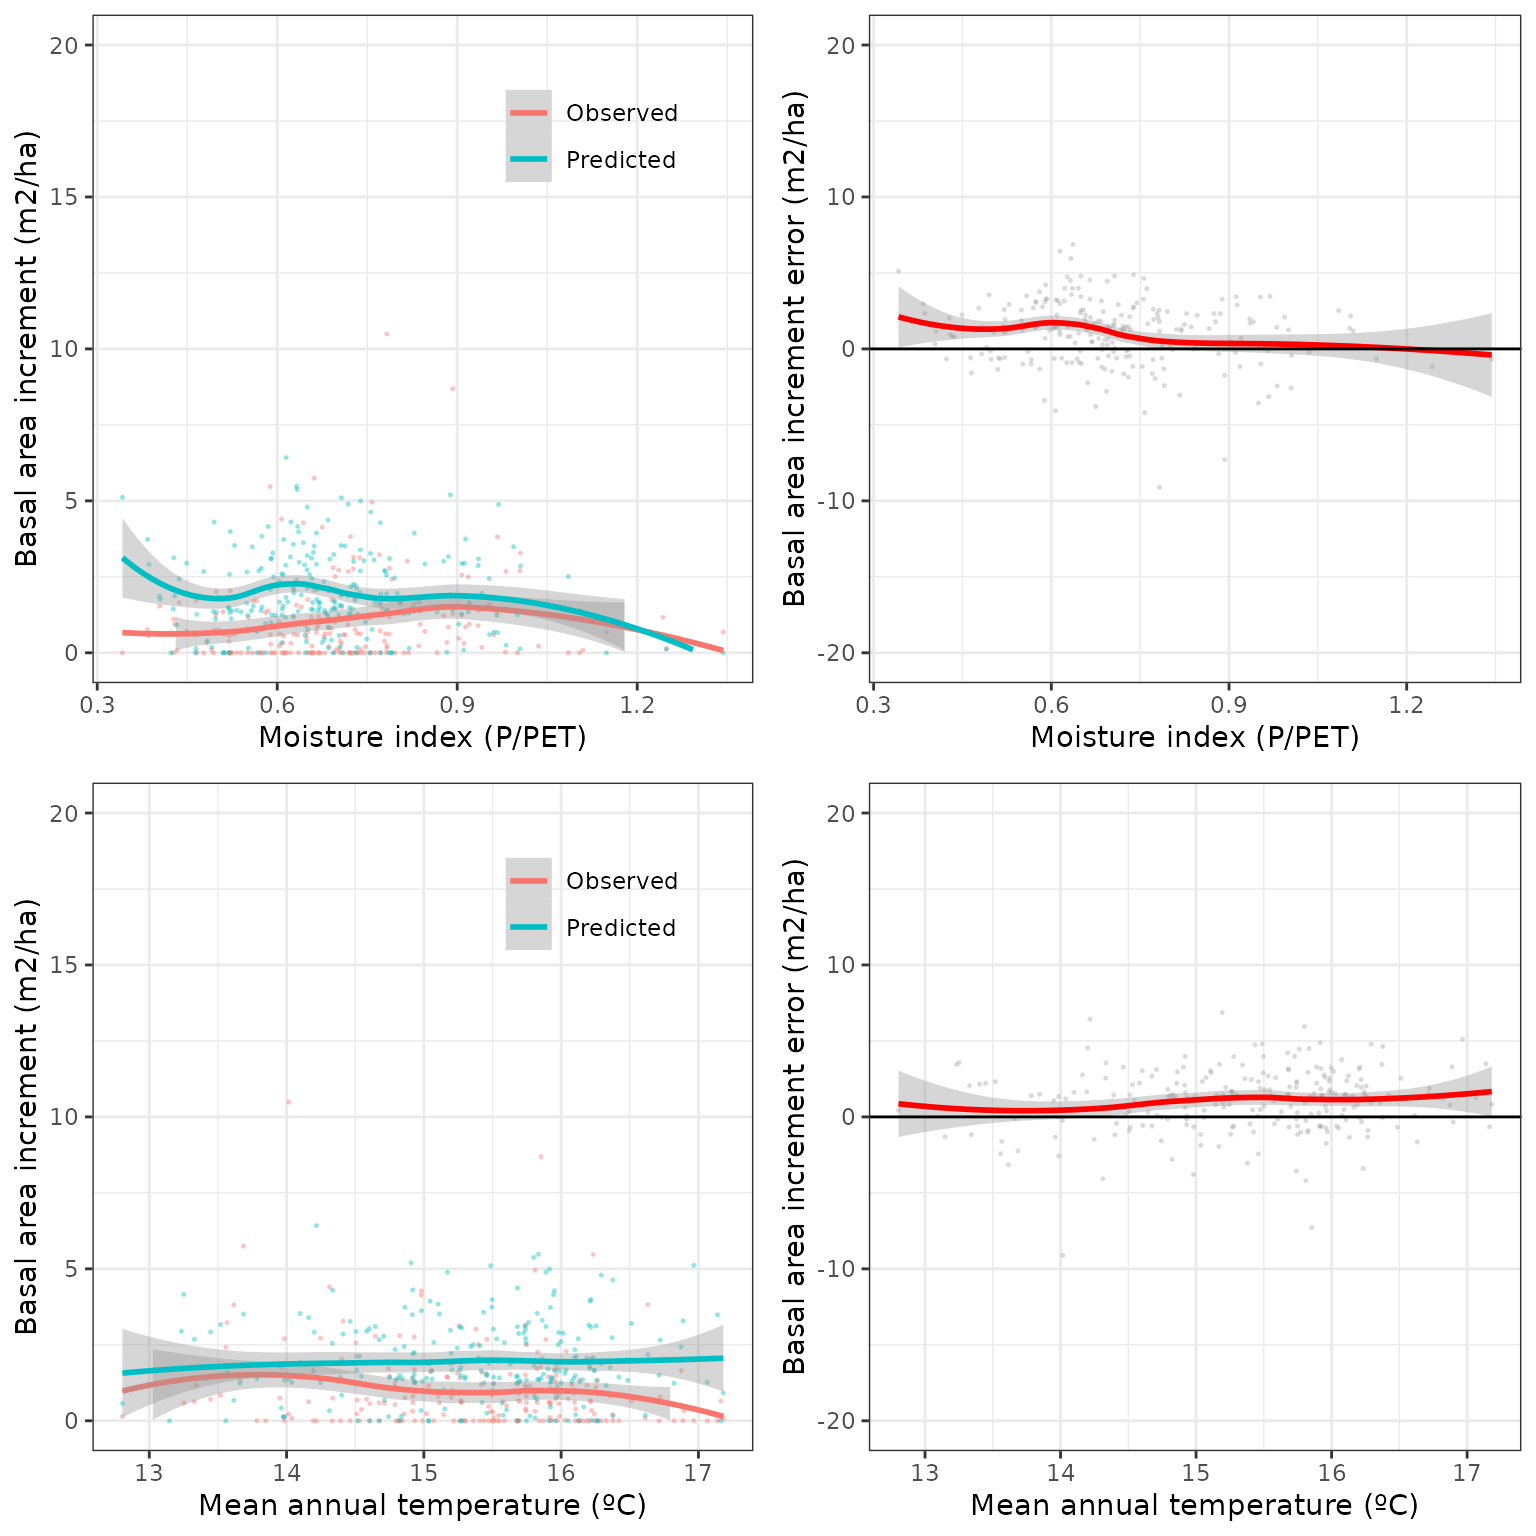 Basal area increment (m2/ha)
20
15
10
5
0
Observed
Predicted
0.3 0.6 0.9 1.2
Moisture index (P/PET)
Basal area increment error (m2/ha)
20
10
0
-10
-20
0.3 0.6 0.9 1.2
Moisture index (P/PET)
Basal area increment (m2/ha)
20
15
10
5
0
Observed
Predicted
13 14 15 16 17
Mean annual temperature (ºC)
Basal area increment error (m2/ha)
20
10
0
-10
-20
13 14 15 16 17
Mean annual temperature (ºC)